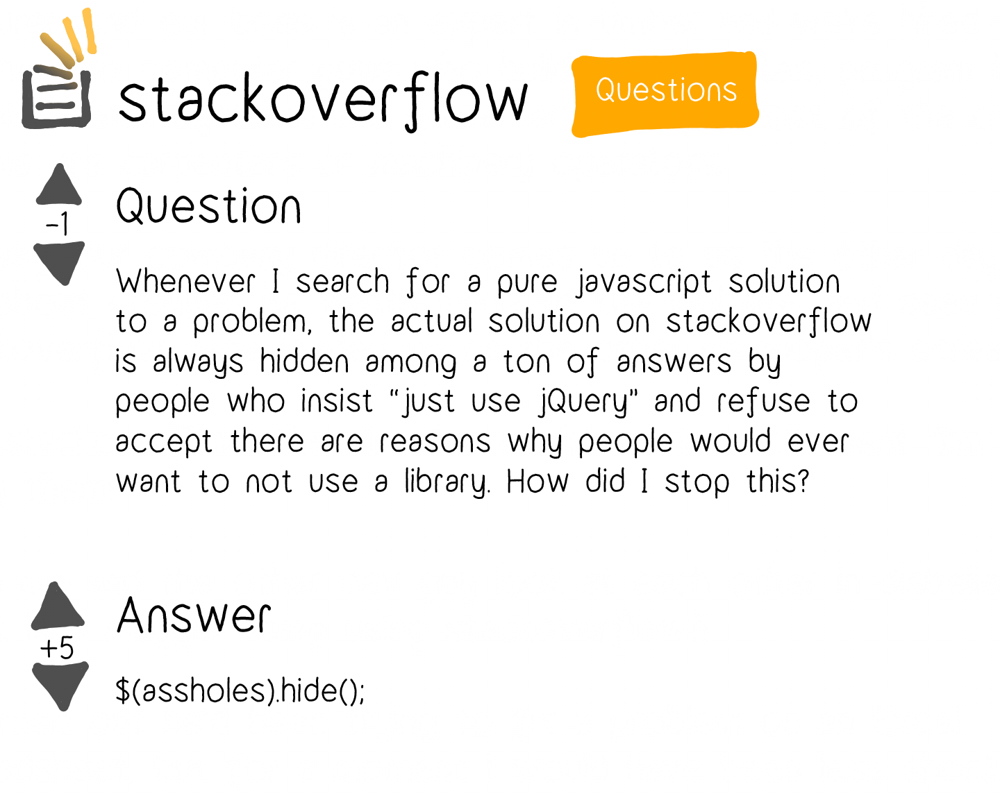 stackoverflow
Questions
Question
-1
Whenever I search for a pure javascript solution
to a problem, the actual solution on stackoverflow
is always hidden among a ton of answers by
people who insist “just use jQuery” and refuse to
accept there are reasons why people would ever
want to not use a library. How did I stop this?
Answer
+5
$(assholes).hide();